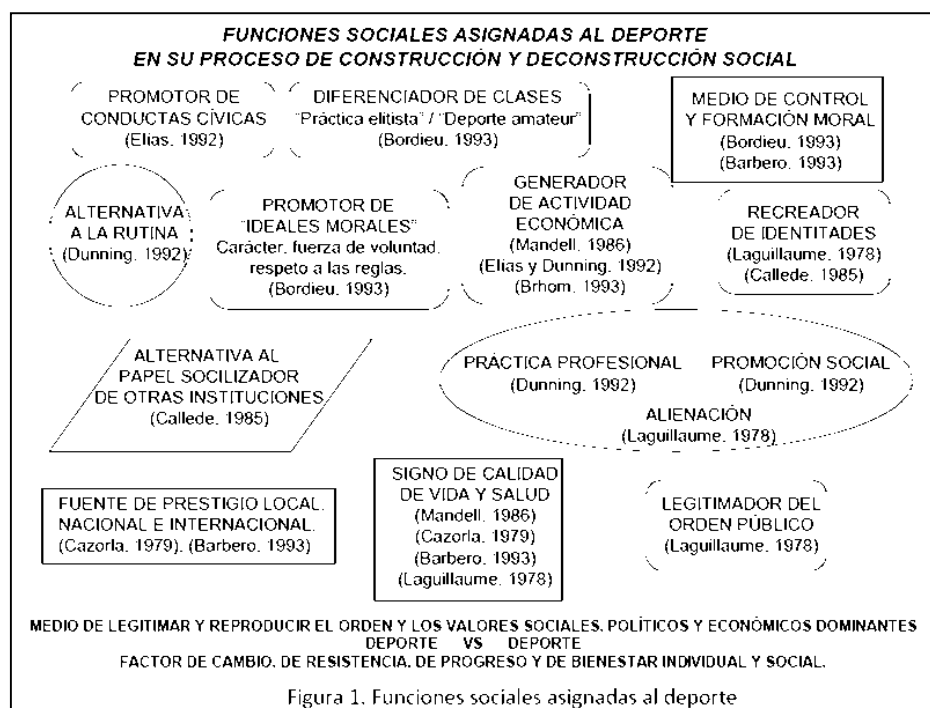 FUNCIONES SOCIALES ASIGNADAS AL DEPORTE
EN SU PROCESO DE CONSTRUCCIÓN Y DECONSTRUCCIÓN SOCIAL
PROMOTOR DE
CONDUCTAS CÍVICAS
(Elias. 1992)
DIFERENCIADOR DE CLASES
"Práctica elitista" / "Deporte amateur"
(Bordieu. 1993)
MEDIO DE CONTROL
Y FORMACIÓN MORAL
(Bordieu. 1993)
(Barbero. 1993)
ALTERNATIVA
A LA RUTINA
(Dunning. 1992)
PROMOTOR DE
"IDEALES MORALES"
Carácter, fuerza de voluntad,
respeto a las reglas.
(Bordieu. 1993)
GENERADOR
DE ACTIVIDAD
ECONÓMICA
(Mandell. 1986)
(Elias y Dunning. 1992)
(Brhom. 1993)
RECREADOR
DE IDENTITADES
(Laguillaume. 1978)
(Callede. 1985)
ALTERNATIVA AL
PAPEL SOCILIZADOR
DE OTRAS INSTITUCIONES
(Callede. 1985)
PRÁCTICA PROFESIONAL
(Dunning. 1992)
PROMOCIÓN SOCIAL
(Dunning. 1992)
ALIENACIÓN
(Laguillaume. 1978)
FUENTE DE PRESTIGIO LOCAL.
NACIONAL E INTERNACIONAL.
(Cazorla. 1979). (Barbero. 1993)
SIGNO DE CALIDAD
DE VIDA Y SALUD
(Mandell. 1986)
(Cazorla. 1979)
(Barbero. 1993)
(Laguillaume. 1978)
LEGITIMADOR DEL
ORDEN PÚBLICO
(Laguillaume. 1978)
MEDIO DE LEGITIMAR Y REPRODUCIR EL ORDEN Y LOS VALORES SOCIALES. POLÍTICOS Y ECONÓMICOS DOMINANTES
DEPORTE VS DEPORTE
FACTOR DE CAMBIO. DE RESISTENCIA. DE PROGRESO Y DE BIENESTAR INDIVIDUAL Y SOCIAL.
Figura 1. Funciones sociales asignadas al deporte